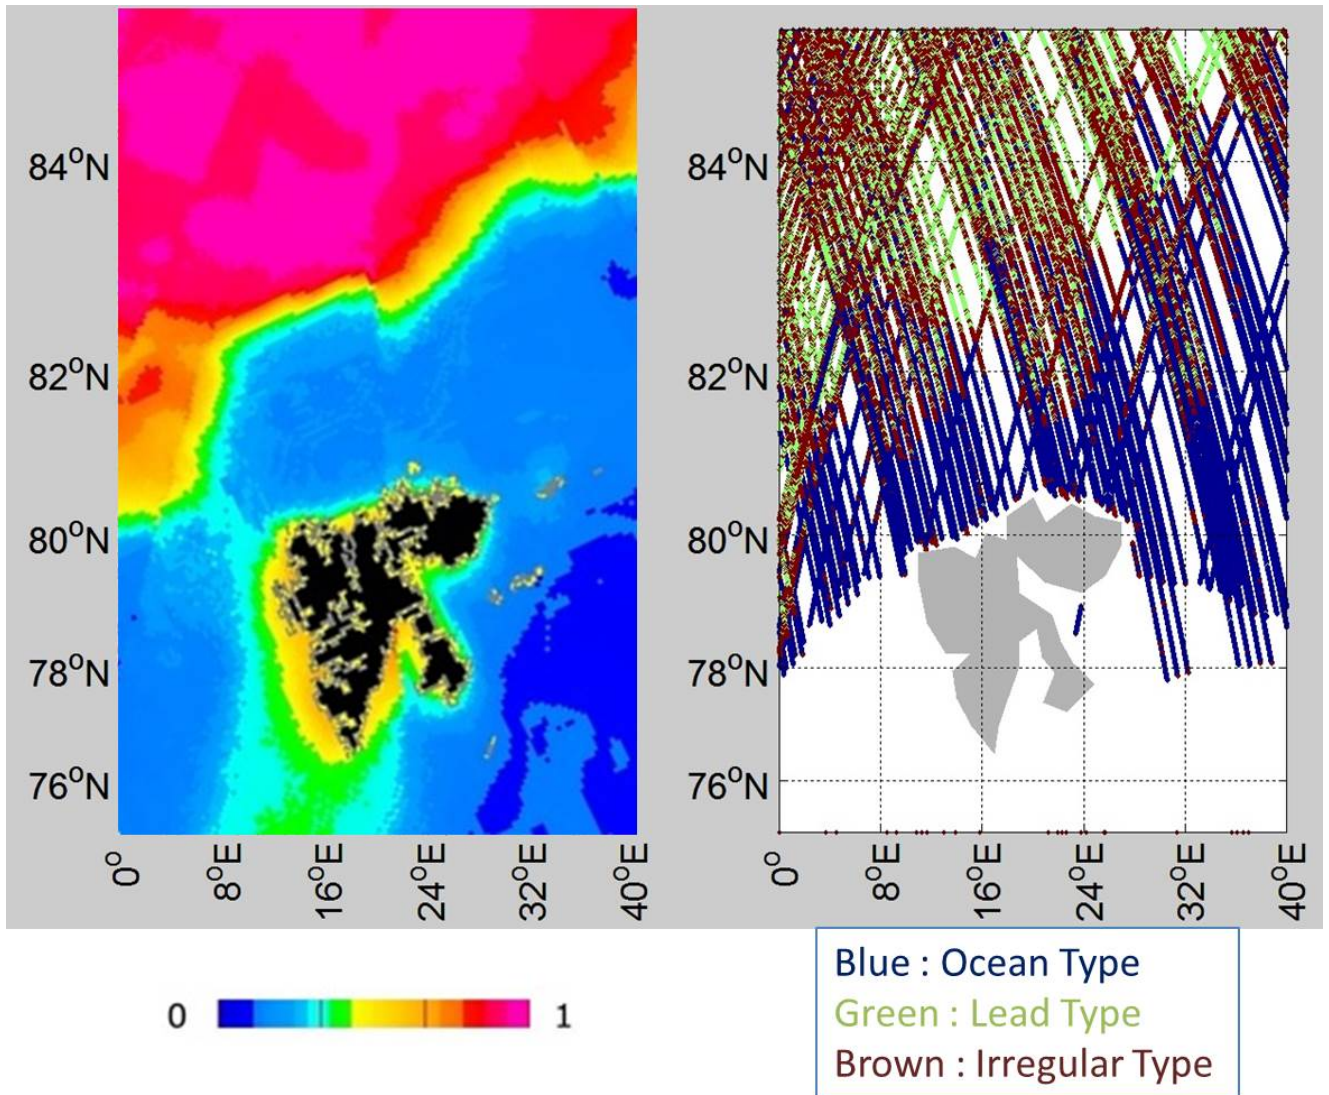 84°N
82°N
80°N
78°N
76°N
0°
8°E
16°E
24°E
32°E
40°E
84°N
82°N
80°N
78°N
76°N
0°
8°E
16°E
24°E
32°E
40°E
0
1
Blue : Ocean Type
Green : Lead Type
Brown : Irregular Type